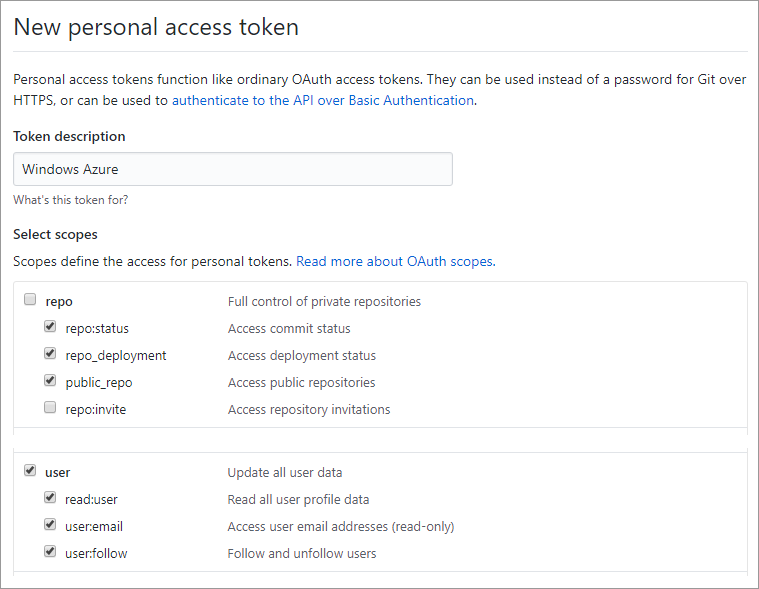 New personal access token
Personal access tokens function like ordinary OAuth access tokens. They can be used instead of a password for Git over
HTTPS, or can be used to authenticate to the API over Basic Authentication.
Token description
Windows Azure
What's this token for?
Select scopes
Scopes define the access for personal tokens. Read more about OAuth scopes.
repo Full control of private repositories
repo:status Access commit status
repo_deployment Access deployment status
public_repo Access public repositories
repo:invite Access repository invitations
user Update all user data
read:user Read all user profile data
user:email Access user email addresses (read-only)
user:follow Follow and unfollow users